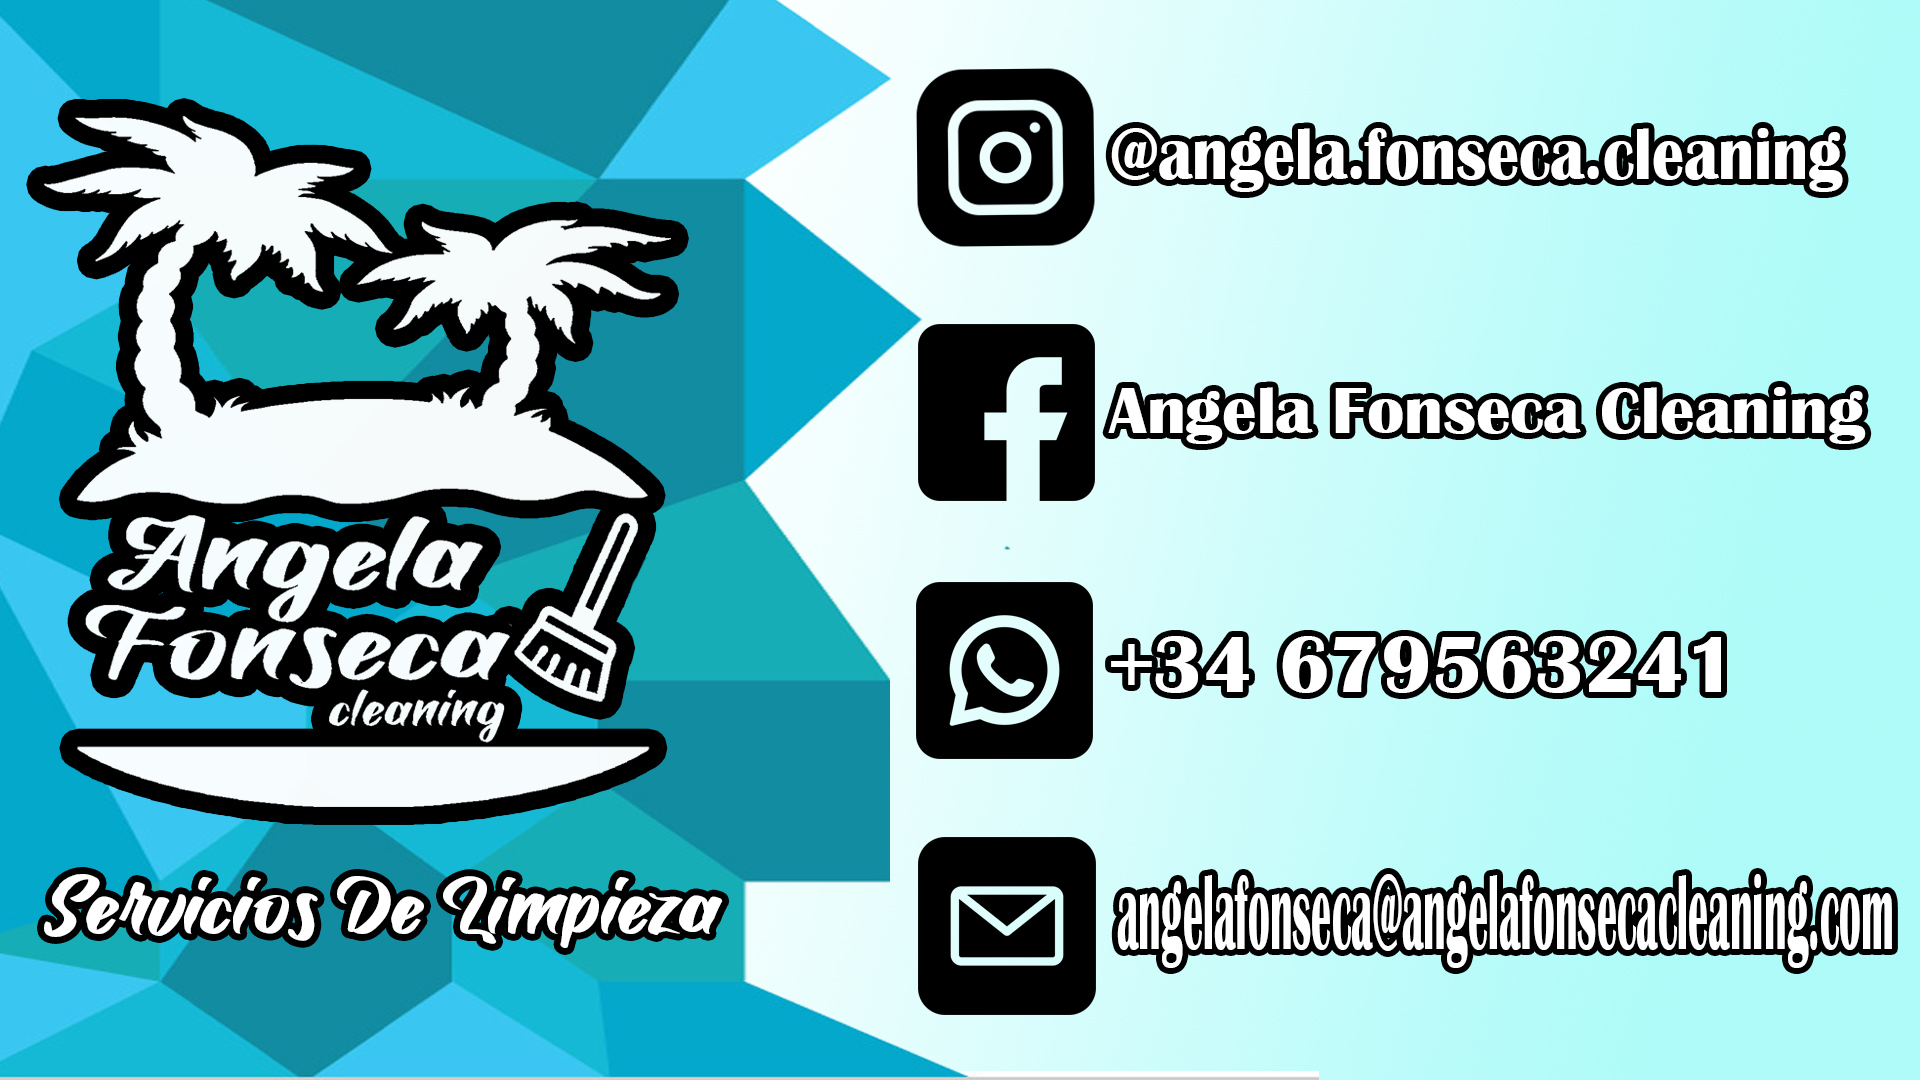 Angela
Fonseca
cleaning
Servicios De Limpieza
@angela.fonseca.cleaning
Angela Fonseca Cleaning
+34 679563241
angelafonseca@angelafonsecacleaning.com